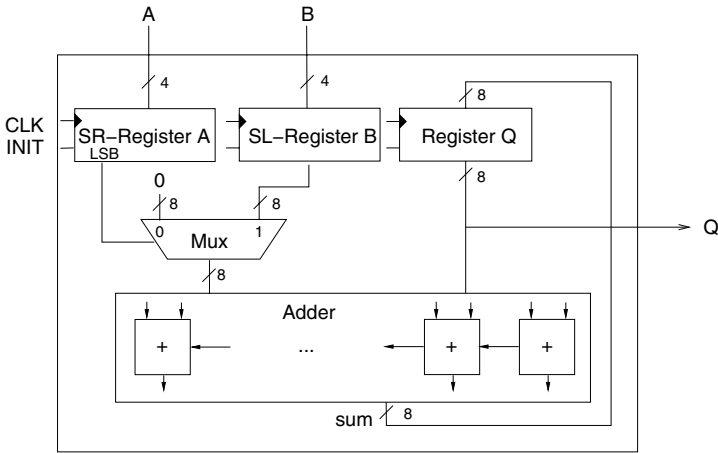 A
B
4
4
8
CLK
INIT
SR–Register A
LSB
SL–Register B
Register Q
8
0
8
8
0
1
Mux
Q
8
Adder
+
...
+
+
sum
8